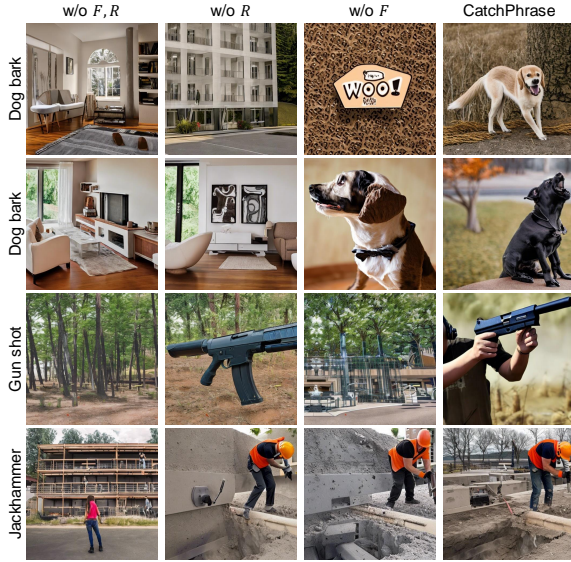 w/o F, R
w/o R
w/o F
CatchPhrase
Dog bark
WOO!
Dog bark
Gun shot
Jackhammer